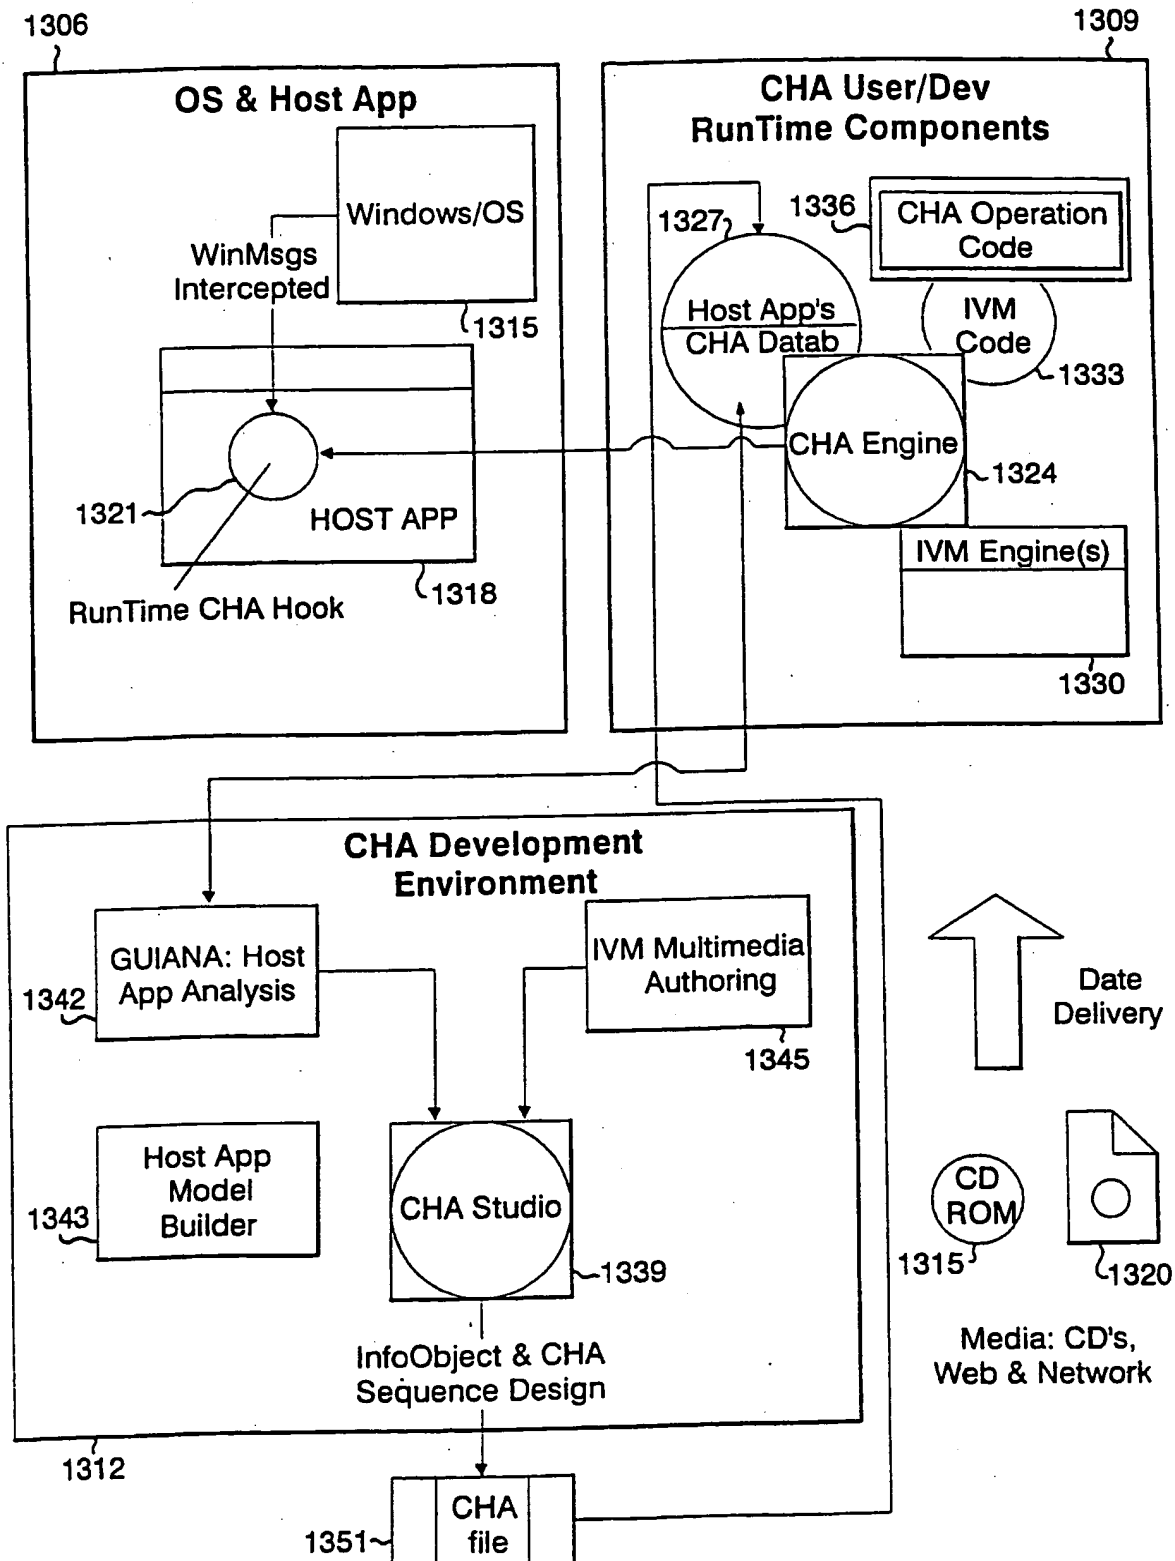 1306
1309
OS & Host App
CHA User/Dev
RunTime Components
Windows/OS
WinMsgs
Intercepted
1315
HOST APP
1321
1318
RunTime CHA Hook
1327
1336
CHA Operation
Code
Host App's
CHA Datab
IVM
Code
1333
CHA Engine
1324
IVM Engine(s)
1330
CHA Development
Environment
GUIANA: Host
App Analysis
1342
IVM Multimedia
Authoring
1345
Host App
Model
Builder
1343
CHA Studio
1339
InfoObject & CHA
Sequence Design
1312
CHA
file
1351
Date
Delivery
CD
ROM
1315
1320
Media: CD's,
Web & Network